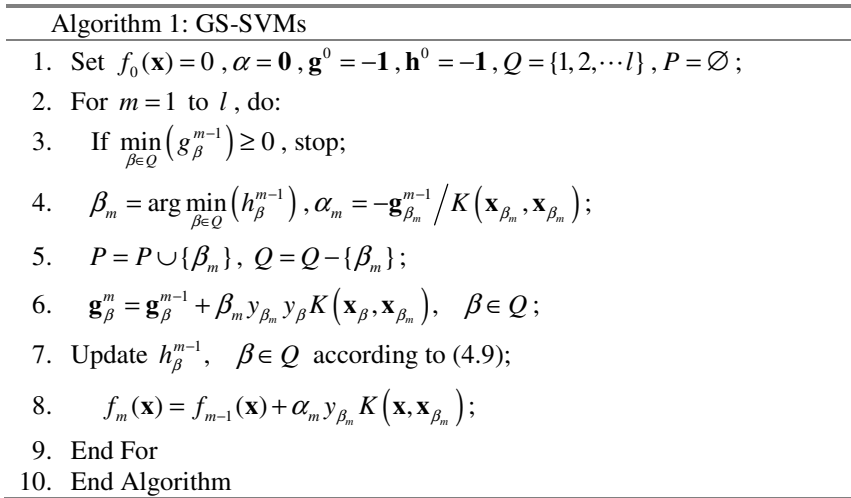 Algorithm 1: GS-SVMs
1. Set f₀(𝐱) = 0 , α = 𝟎 , 𝐠⁰ = −𝟏 , 𝐡⁰ = −𝟏 , Q = {1, 2, ⋯ l} , P = ∅ ;
2. For m = 1 to l , do:
3. If min_{β∈Q} (g_β^{m−1}) ≥ 0 , stop;
4. β_m = arg min_{β∈Q} (h_β^{m−1}) , α_m = −𝐠_{β_m}^{m−1} / K(𝐱_{β_m}, 𝐱_{β_m}) ;
5. P = P ∪ {β_m}, Q = Q − {β_m} ;
6. 𝐠_β^m = 𝐠_β^{m−1} + β_m y_{β_m} y_β K(𝐱_β, 𝐱_{β_m}), β ∈ Q ;
7. Update h_β^{m−1}, β ∈ Q according to (4.9);
8. f_m(𝐱) = f_{m−1}(𝐱) + α_m y_{β_m} K(𝐱, 𝐱_{β_m}) ;
9. End For
10. End Algorithm